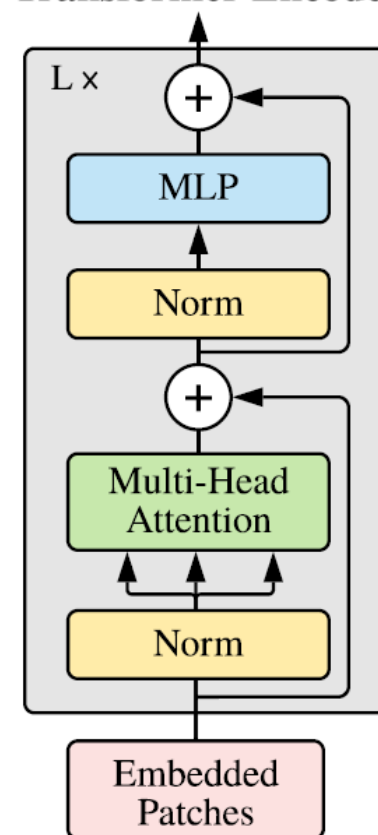 L ×
+
MLP
Norm
+
Multi-Head
Attention
Norm
Embedded
Patches